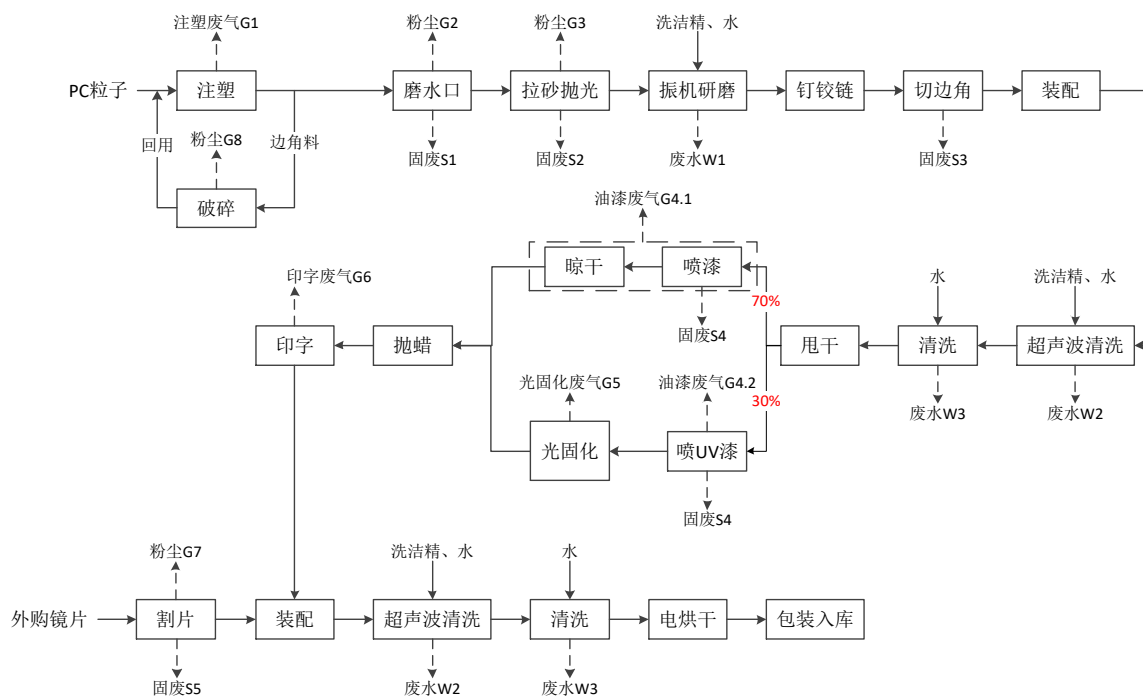 注塑废气G1
粉尘G2
粉尘G3
洗洁精、水
PC粒子
注塑
磨水口
拉砂抛光
振机研磨
钉铰链
切边角
装配
回用
粉尘G8
边角料
固废S1
固废S2
废水W1
固废S3
破碎
油漆废气G4.1
晾干
喷漆
印字废气G6
水
洗洁精、水
70%
固废S4
印字
抛蜡
甩干
清洗
超声波清洗
光固化废气G5
油漆废气G4.2
30%
废水W3
废水W2
光固化
喷UV漆
固废S4
粉尘G7
洗洁精、水
水
外购镜片
割片
装配
超声波清洗
清洗
电烘干
包装入库
固废S5
废水W2
废水W3